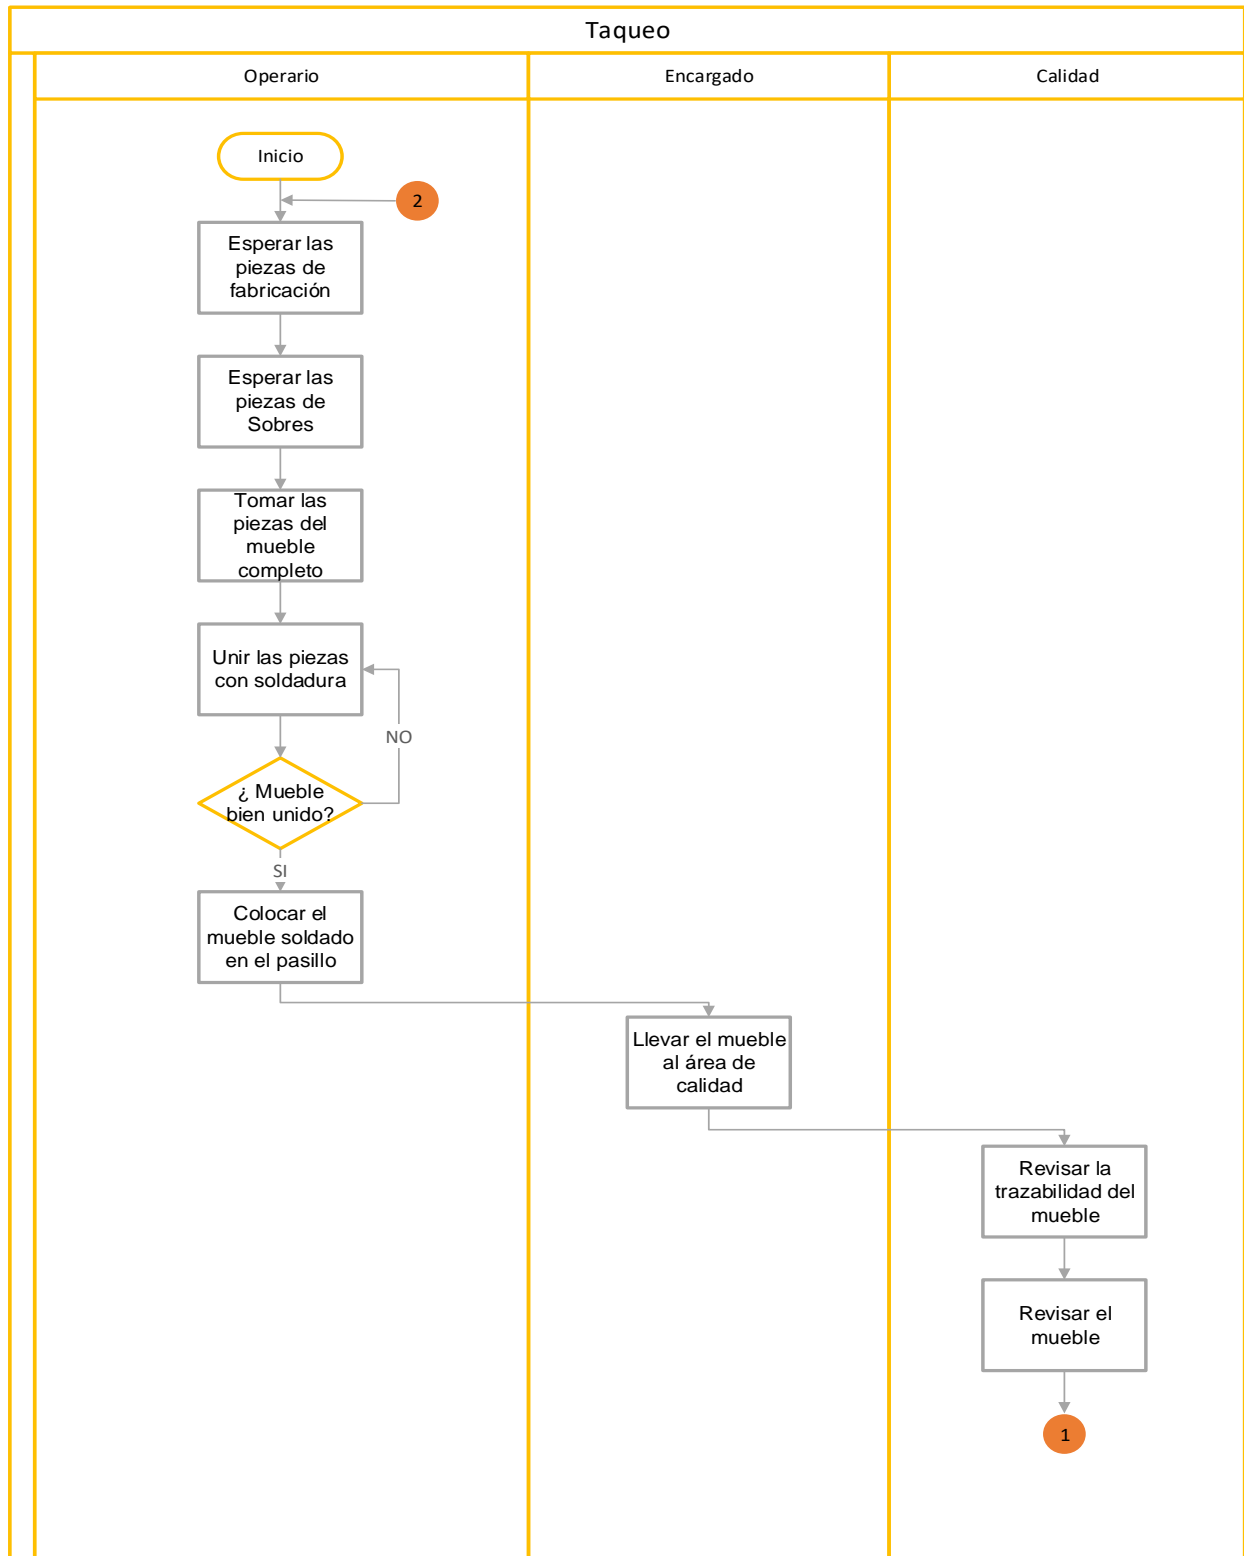 Taqueo
Operario
Encargado
Calidad
Inicio
2
Esperar las
piezas de
fabricación
Esperar las
piezas de
Sobres
Tomar las
piezas del
mueble
completo
Unir las piezas
con soldadura
NO
¿ Mueble
bien unido?
SI
Colocar el
mueble soldado
en el pasillo
Llevar el mueble
al área de
calidad
Revisar la
trazabilidad del
mueble
Revisar el
mueble
1